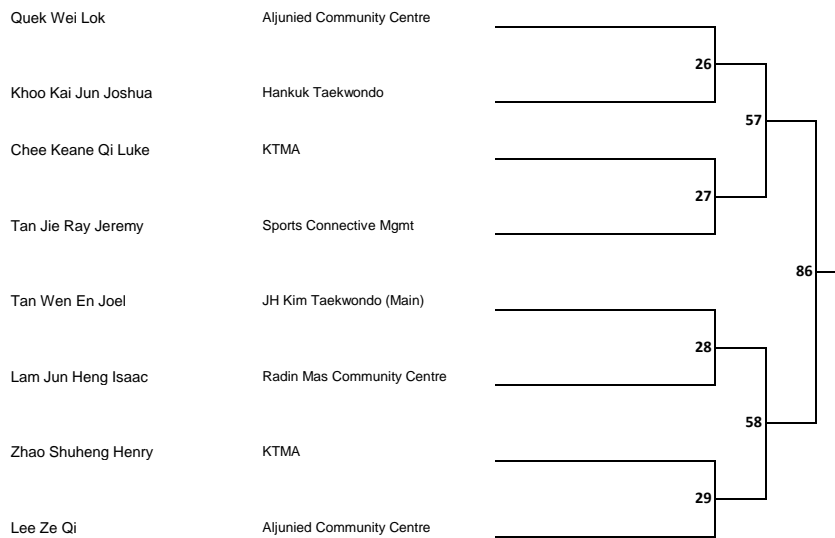 Quek Wei Lok Aljunied Community Centre
26
Khoo Kai Jun Joshua Hankuk Taekwondo
57
Chee Keane Qi Luke KTMA
27
Tan Jie Ray Jeremy Sports Connective Mgmt
86
Tan Wen En Joel JH Kim Taekwondo (Main)
28
Lam Jun Heng Isaac Radin Mas Community Centre
58
Zhao Shuheng Henry KTMA
29
Lee Ze Qi Aljunied Community Centre